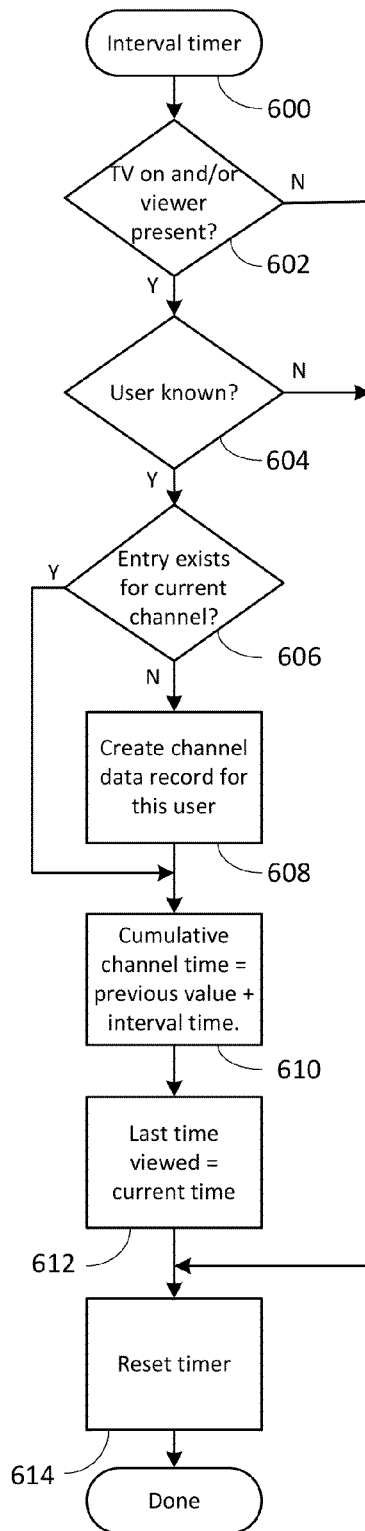 Interval timer
600
TV on and/or
viewer
present?
N
602
Y
User known?
N
604
Y
Entry exists
for current
channel?
Y
606
N
Create channel
data record for
this user
608
Cumulative
channel time =
previous value +
interval time.
610
Last time
viewed =
current time
612
Reset timer
614
Done